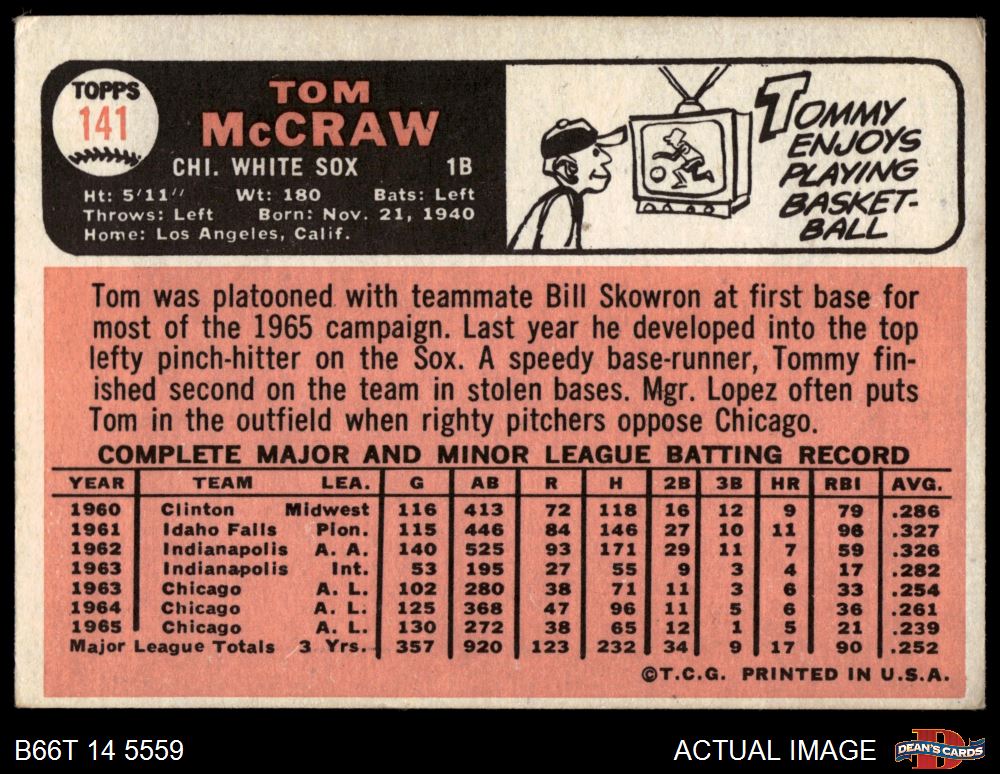 TOPPS
141
TOM
McCRAW
CHI. WHITE SOX 1B
Ht: 5'11" Wt: 180 Bats: Left
Throws: Left Born: Nov. 21, 1940
Home: Los Angeles, Calif.
TOMMY
ENJOYS
PLAYING
BASKET-
BALL
Tom was platooned with teammate Bill Skowron at first base for
most of the 1965 campaign. Last year he developed into the top
lefty pinch-hitter on the Sox. A speedy base-runner, Tommy fin-
ished second on the team in stolen bases. Mgr. Lopez often puts
Tom in the outfield when righty pitchers oppose Chicago.
COMPLETE MAJOR AND MINOR LEAGUE BATTING RECORD
YEAR TEAM LEA. G AB R H 2B 3B HR RBI AVG.
1960 Clinton Midwest 116 413 72 118 16 12 9 79 .286
1961 Idaho Falls Pion. 115 446 84 146 27 10 11 96 .327
1962 Indianapolis A. A. 140 525 93 171 29 11 7 59 .326
1963 Indianapolis Int. 53 195 27 55 9 3 4 17 .282
1963 Chicago A. L. 102 280 38 71 11 3 6 33 .254
1964 Chicago A. L. 125 368 47 96 11 5 6 36 .261
1965 Chicago A. L. 130 272 38 65 12 1 5 21 .239
Major League Totals 3 Yrs. 357 920 123 232 34 9 17 90 .252
©T.C.G. PRINTED IN U.S.A.
B66T 14 5559
ACTUAL IMAGE
D
DEAN'S CARDS